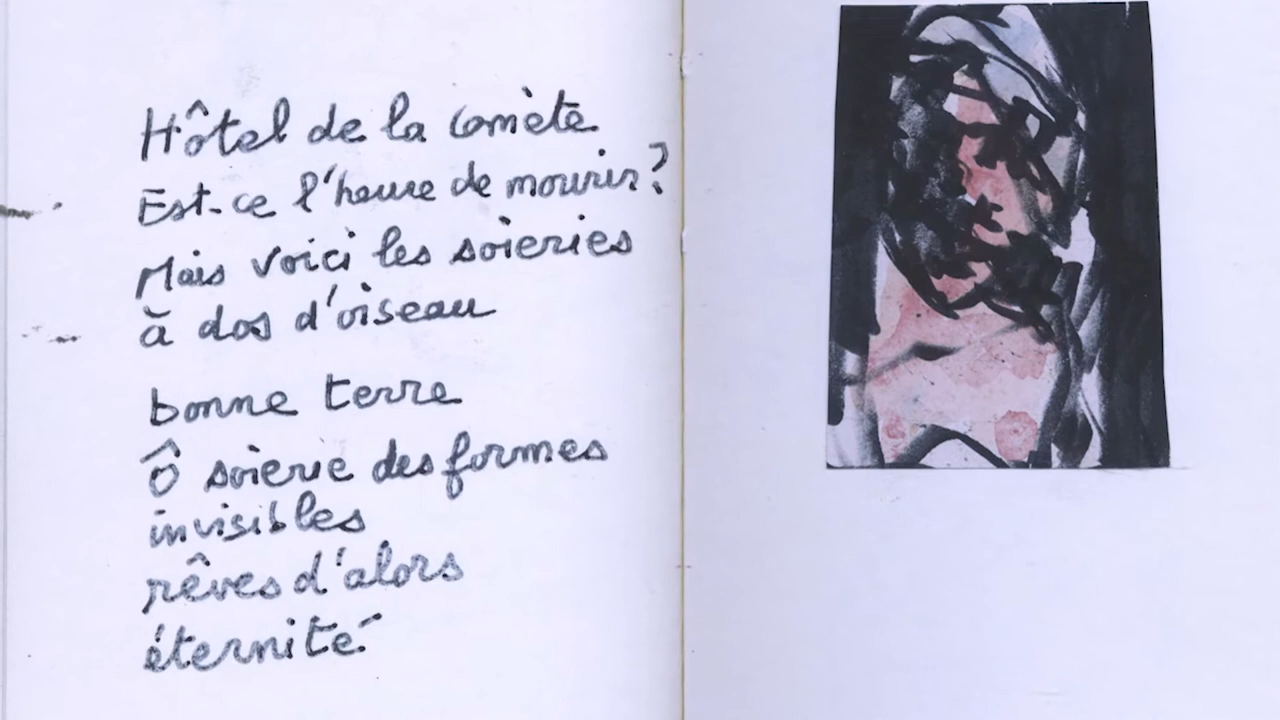 Hôtel de la comète
Est-ce l'heure de mourir?
Mais voici les soieries
à dos d'oiseau
bonne terre
Ô soierie des formes
invisibles
rêves d'alors
éternité